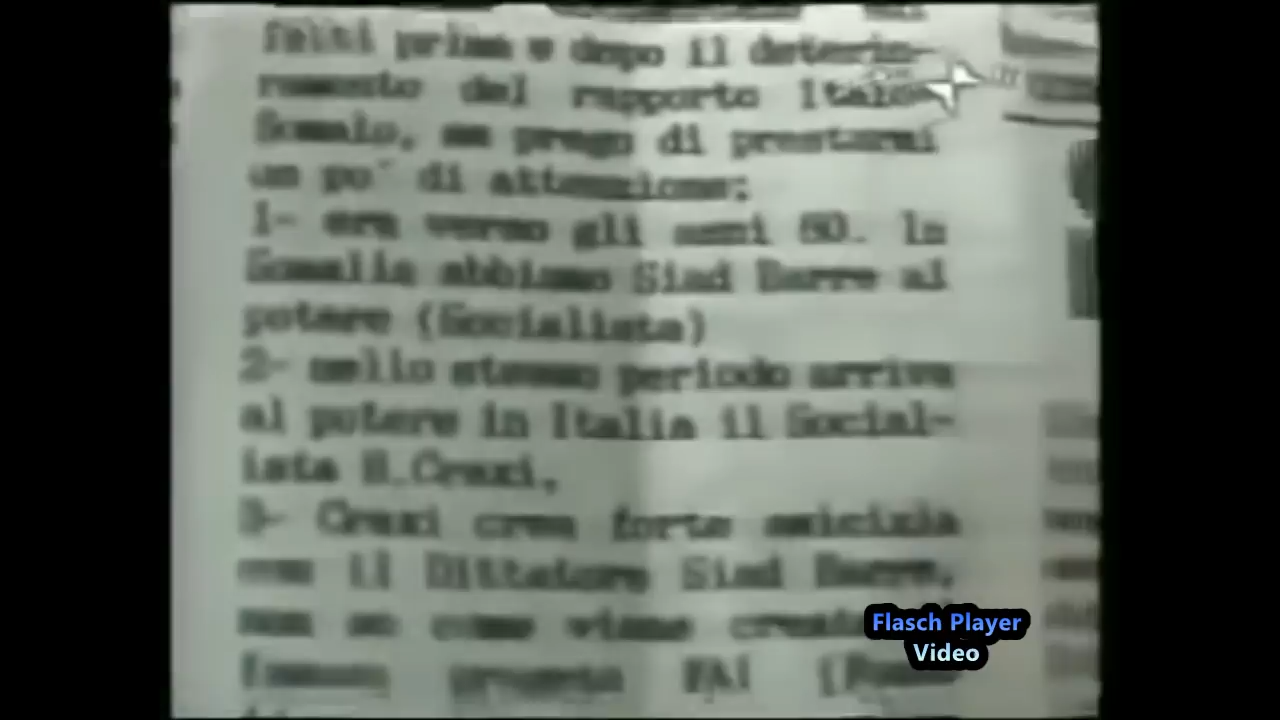 fatti prima e dopo il deterio-
ramento del rapporto Italo-
Somalo, la prego di prestarmi
un po' di attenzione:
1- era verso gli anni 80. In
Somalia abbiamo Siad Barre al
potere (Socialista)
2- nello stesso periodo arriva
al potere in Italia il Social-
ista B.Craxi,
3- Craxi crea forte amicizia
con il Dittatore Siad Barre,
non so come viene
famoso progetto FAI
Flasch Player
Video